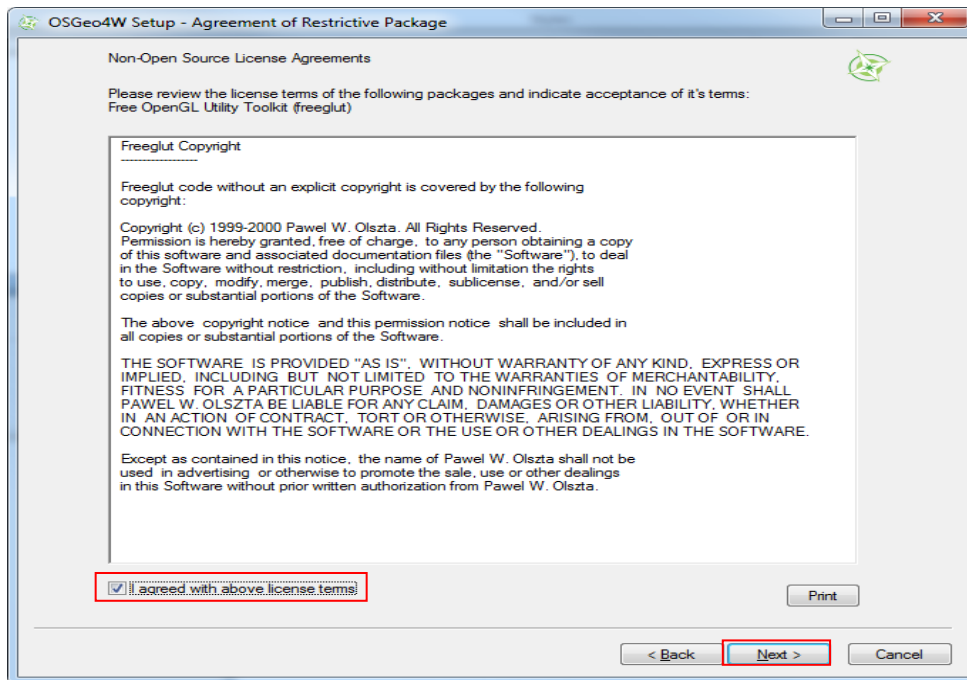 OSGeo4W Setup - Agreement of Restrictive Package
Non-Open Source License Agreements
Please review the license terms of the following packages and indicate acceptance of it's terms:
Free OpenGL Utility Toolkit (freeglut)
Freeglut Copyright
------------------
Freeglut code without an explicit copyright is covered by the following
copyright:
Copyright (c) 1999-2000 Pawel W. Olszta. All Rights Reserved.
Permission is hereby granted, free of charge, to any person obtaining a copy
of this software and associated documentation files (the "Software"), to deal
in the Software without restriction, including without limitation the rights
to use, copy, modify, merge, publish, distribute, sublicense, and/or sell
copies or substantial portions of the Software.
The above copyright notice and this permission notice shall be included in
all copies or substantial portions of the Software.
THE SOFTWARE IS PROVIDED "AS IS", WITHOUT WARRANTY OF ANY KIND, EXPRESS OR
IMPLIED, INCLUDING BUT NOT LIMITED TO THE WARRANTIES OF MERCHANTABILITY,
FITNESS FOR A PARTICULAR PURPOSE AND NONINFRINGEMENT. IN NO EVENT SHALL
PAWEL W. OLSZTA BE LIABLE FOR ANY CLAIM, DAMAGES OR OTHER LIABILITY, WHETHER
IN AN ACTION OF CONTRACT, TORT OR OTHERWISE, ARISING FROM, OUT OF OR IN
CONNECTION WITH THE SOFTWARE OR THE USE OR OTHER DEALINGS IN THE SOFTWARE.
Except as contained in this notice, the name of Pawel W. Olszta shall not be
used in advertising or otherwise to promote the sale, use or other dealings
in this Software without prior written authorization from Pawel W. Olszta.
I agreed with above license terms
Print
< Back
Next >
Cancel